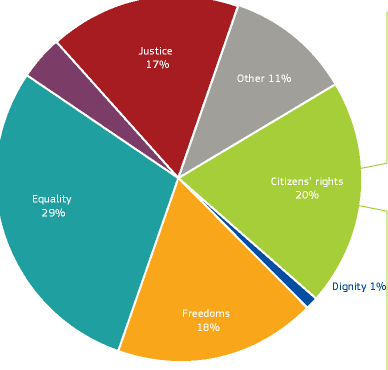 Justice
17%
Other 11%
Citizens' rights
20%
Equality
29%
Dignity 1%
Freedoms
18%